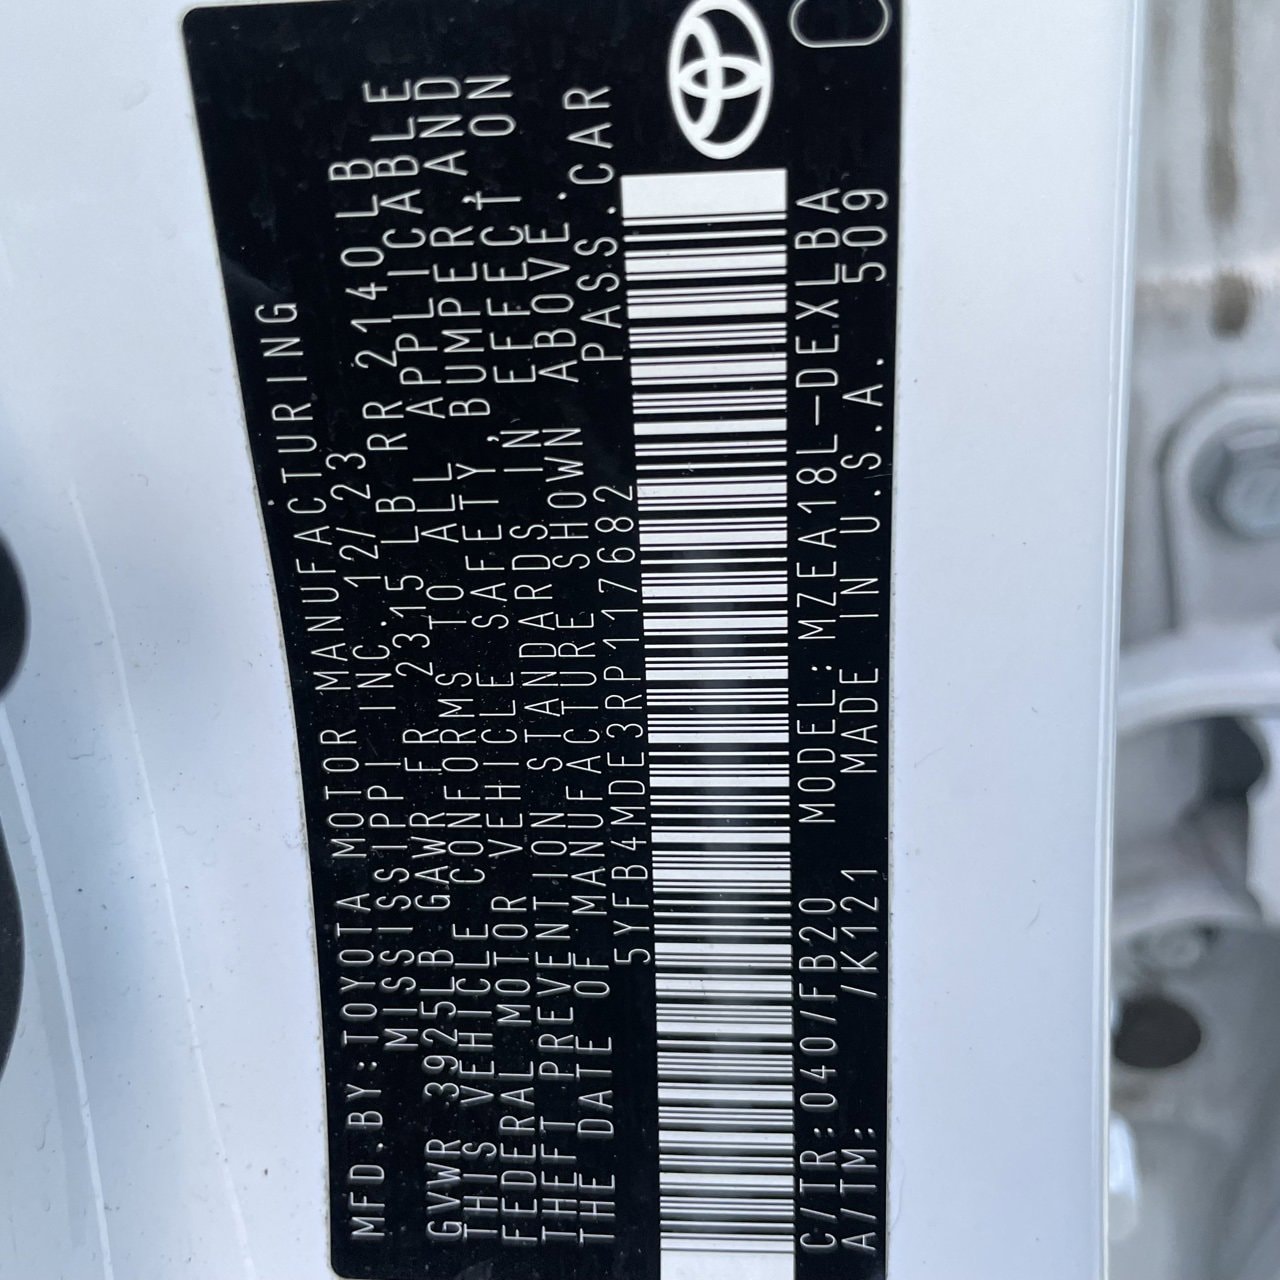 MFD.BY:TOYOTA MOTOR MANUFACTURING
MISSISSIPPI INC. 12/23
GVWR 3925LB GAWR FR 2315LB RR 2140LB
THIS VEHICLE CONFORMS TO ALL APPLICABLE
FEDERAL MOTOR VEHICLE SAFETY, BUMPER, AND
THEFT PREVENTION STANDARDS IN EFFECT ON
THE DATE OF MANUFACTURE SHOWN ABOVE.
5YFB4MDE3RP117682 PASS.CAR
C/TR:040/FB20 MODEL:MZEA18L-DEXLBA
A/TM: /K121 MADE IN U.S.A. 509